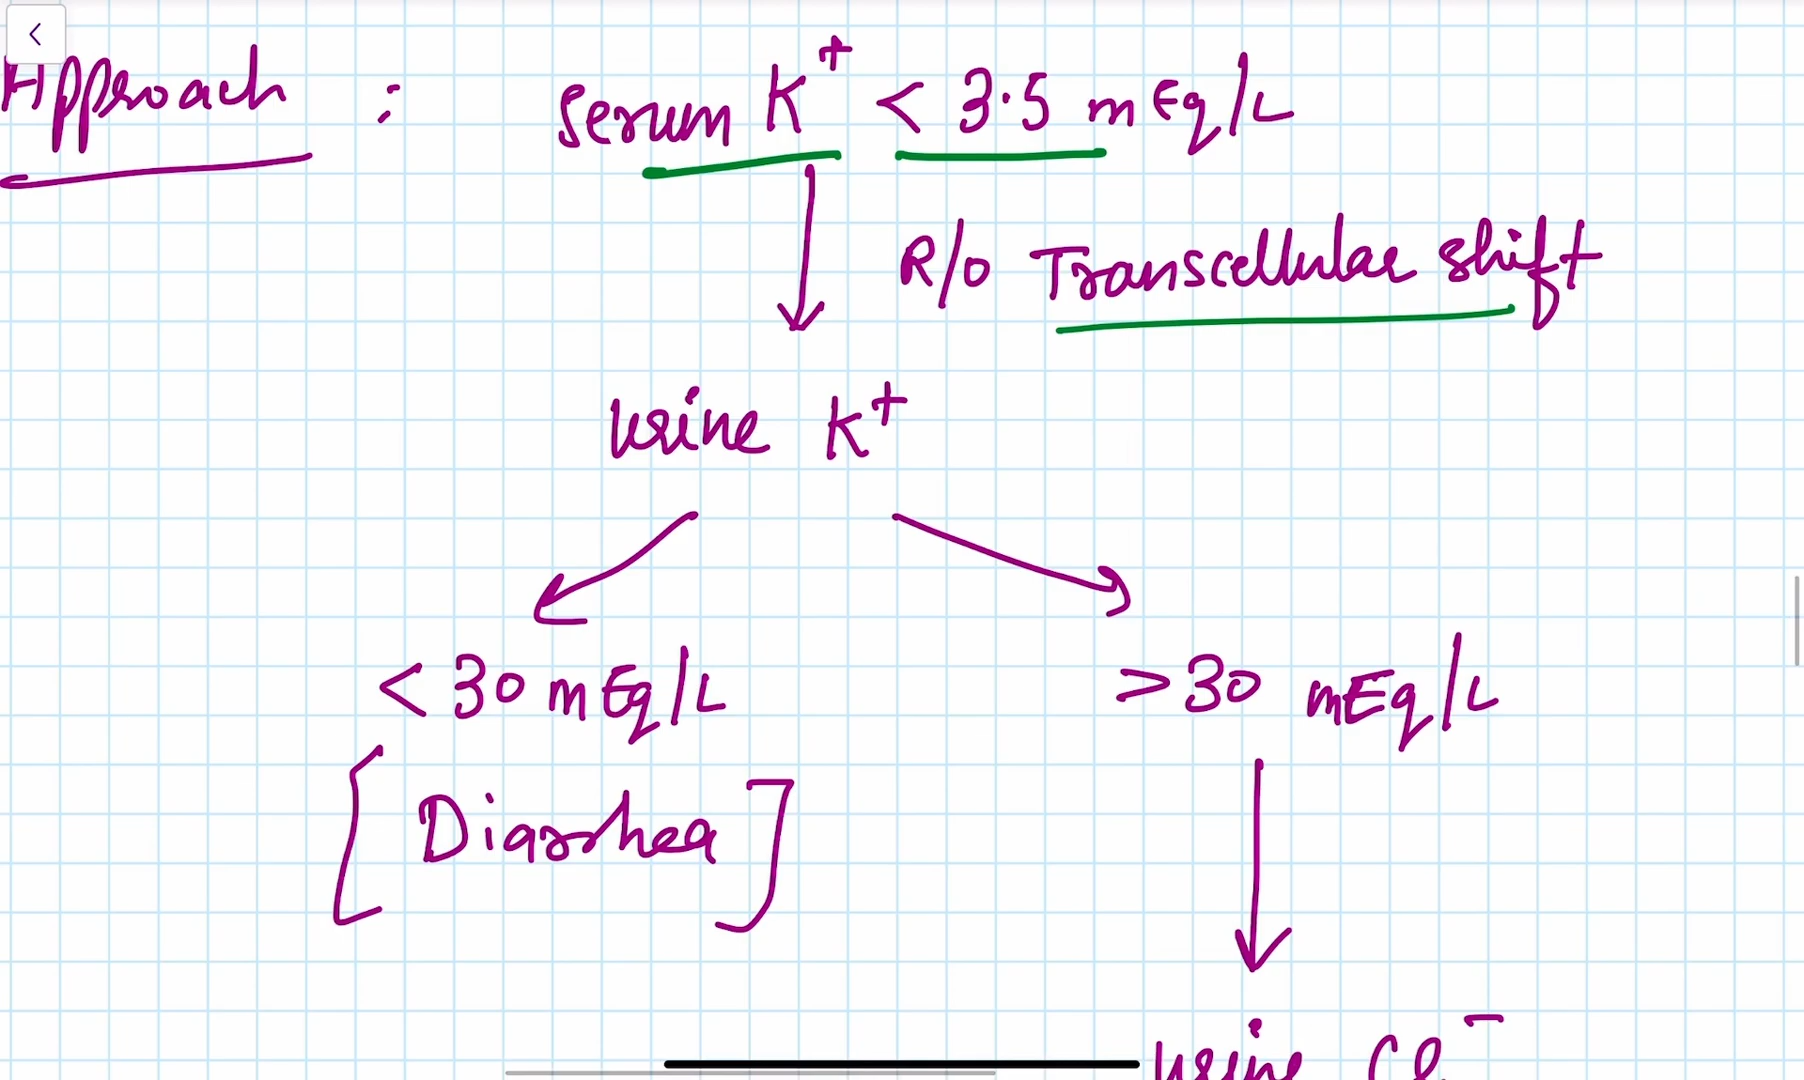 Approach : Serum K+ < 3.5 mEq/L
R/o Transcellular shift
Urine K+
< 30 mEq/L > 30 mEq/L
[ Diarrhea ]
Urine Cl-